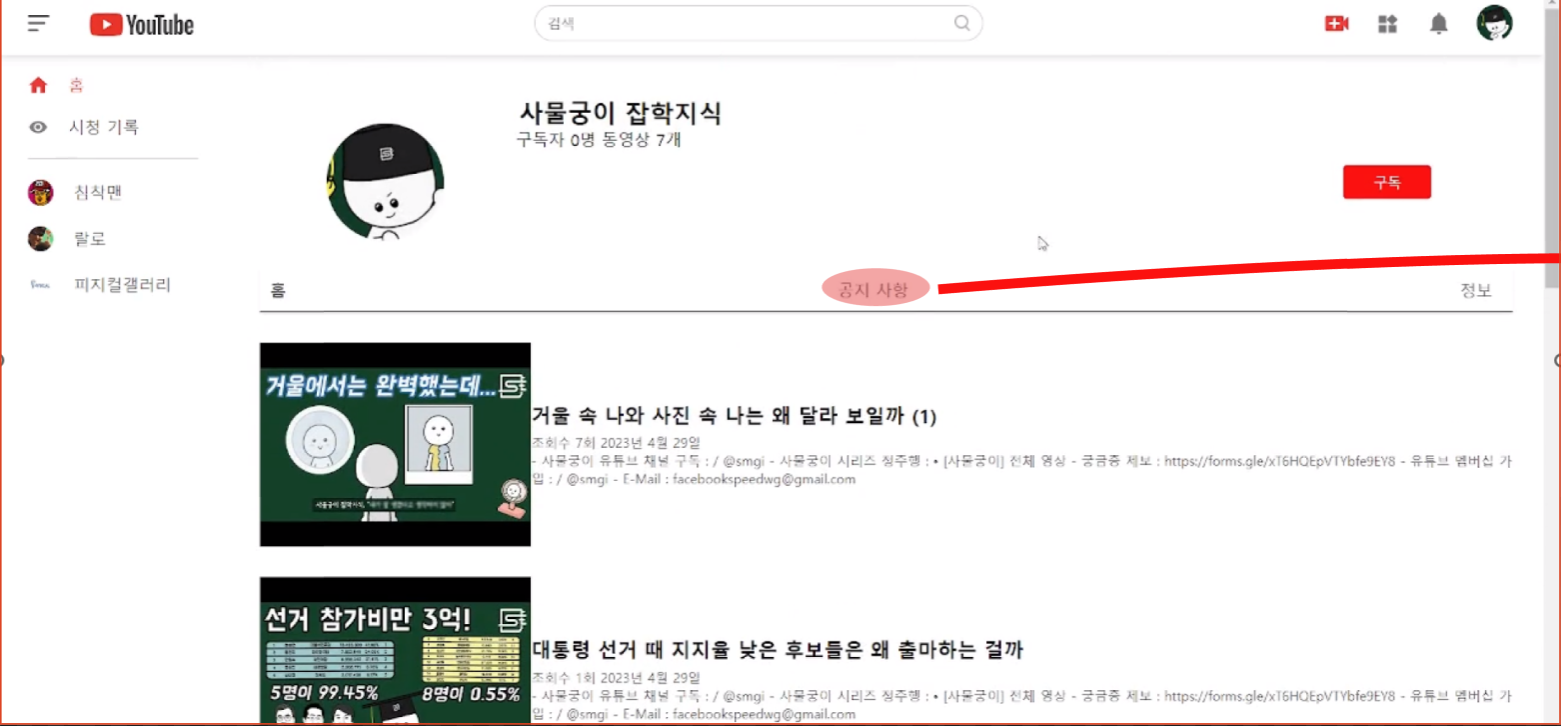 YouTube
검색
홈
시청 기록
침착맨
랄로
피지컬갤러리
사물궁이 잡학지식
구독자 0명 동영상 7개
구독
홈
공지 사항
정보
거울에서는 완벽했는데...
거울 속 나와 사진 속 나는 왜 달라 보일까 (1)
조회수 7회 2023년 4월 29일
- 사물궁이 유튜브 채널 구독 : / @smgi - 사물궁이 시리즈 정주행 : • [사물궁이] 전체 영상 - 궁금증 제보 : https://forms.gle/xT6HQEpVTYbfe9EY8 - 유튜브 멤버십 가
입 : / @smgi - E-Mail : facebookspeedwg@gmail.com
사물궁이 잡학지식,
선거 참가비만 3억!
5명이 99.45%
8명이 0.55%
대통령 선거 때 지지율 낮은 후보들은 왜 출마하는 걸까
조회수 1회 2023년 4월 29일
- 사물궁이 유튜브 채널 구독 : / @smgi - 사물궁이 시리즈 정주행 : • [사물궁이] 전체 영상 - 궁금증 제보 : https://forms.gle/xT6HQEpVTYbfe9EY8 - 유튜브 멤버십 가
입 : / @smgi - E-Mail : facebookspeedwg@gmail.com